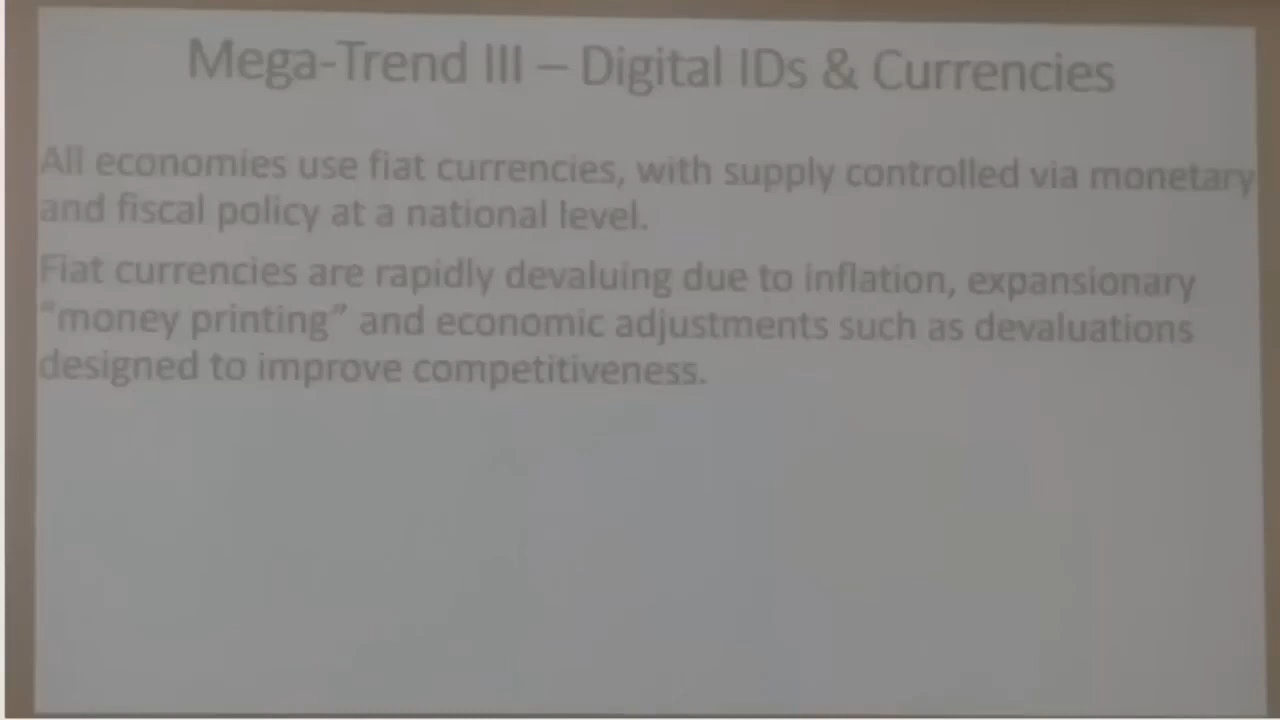 Mega-Trend III – Digital IDs & Currencies
All economies use fiat currencies, with supply controlled via monetary
and fiscal policy at a national level.
Fiat currencies are rapidly devaluing due to inflation, expansionary
“money printing” and economic adjustments such as devaluations
designed to improve competitiveness.